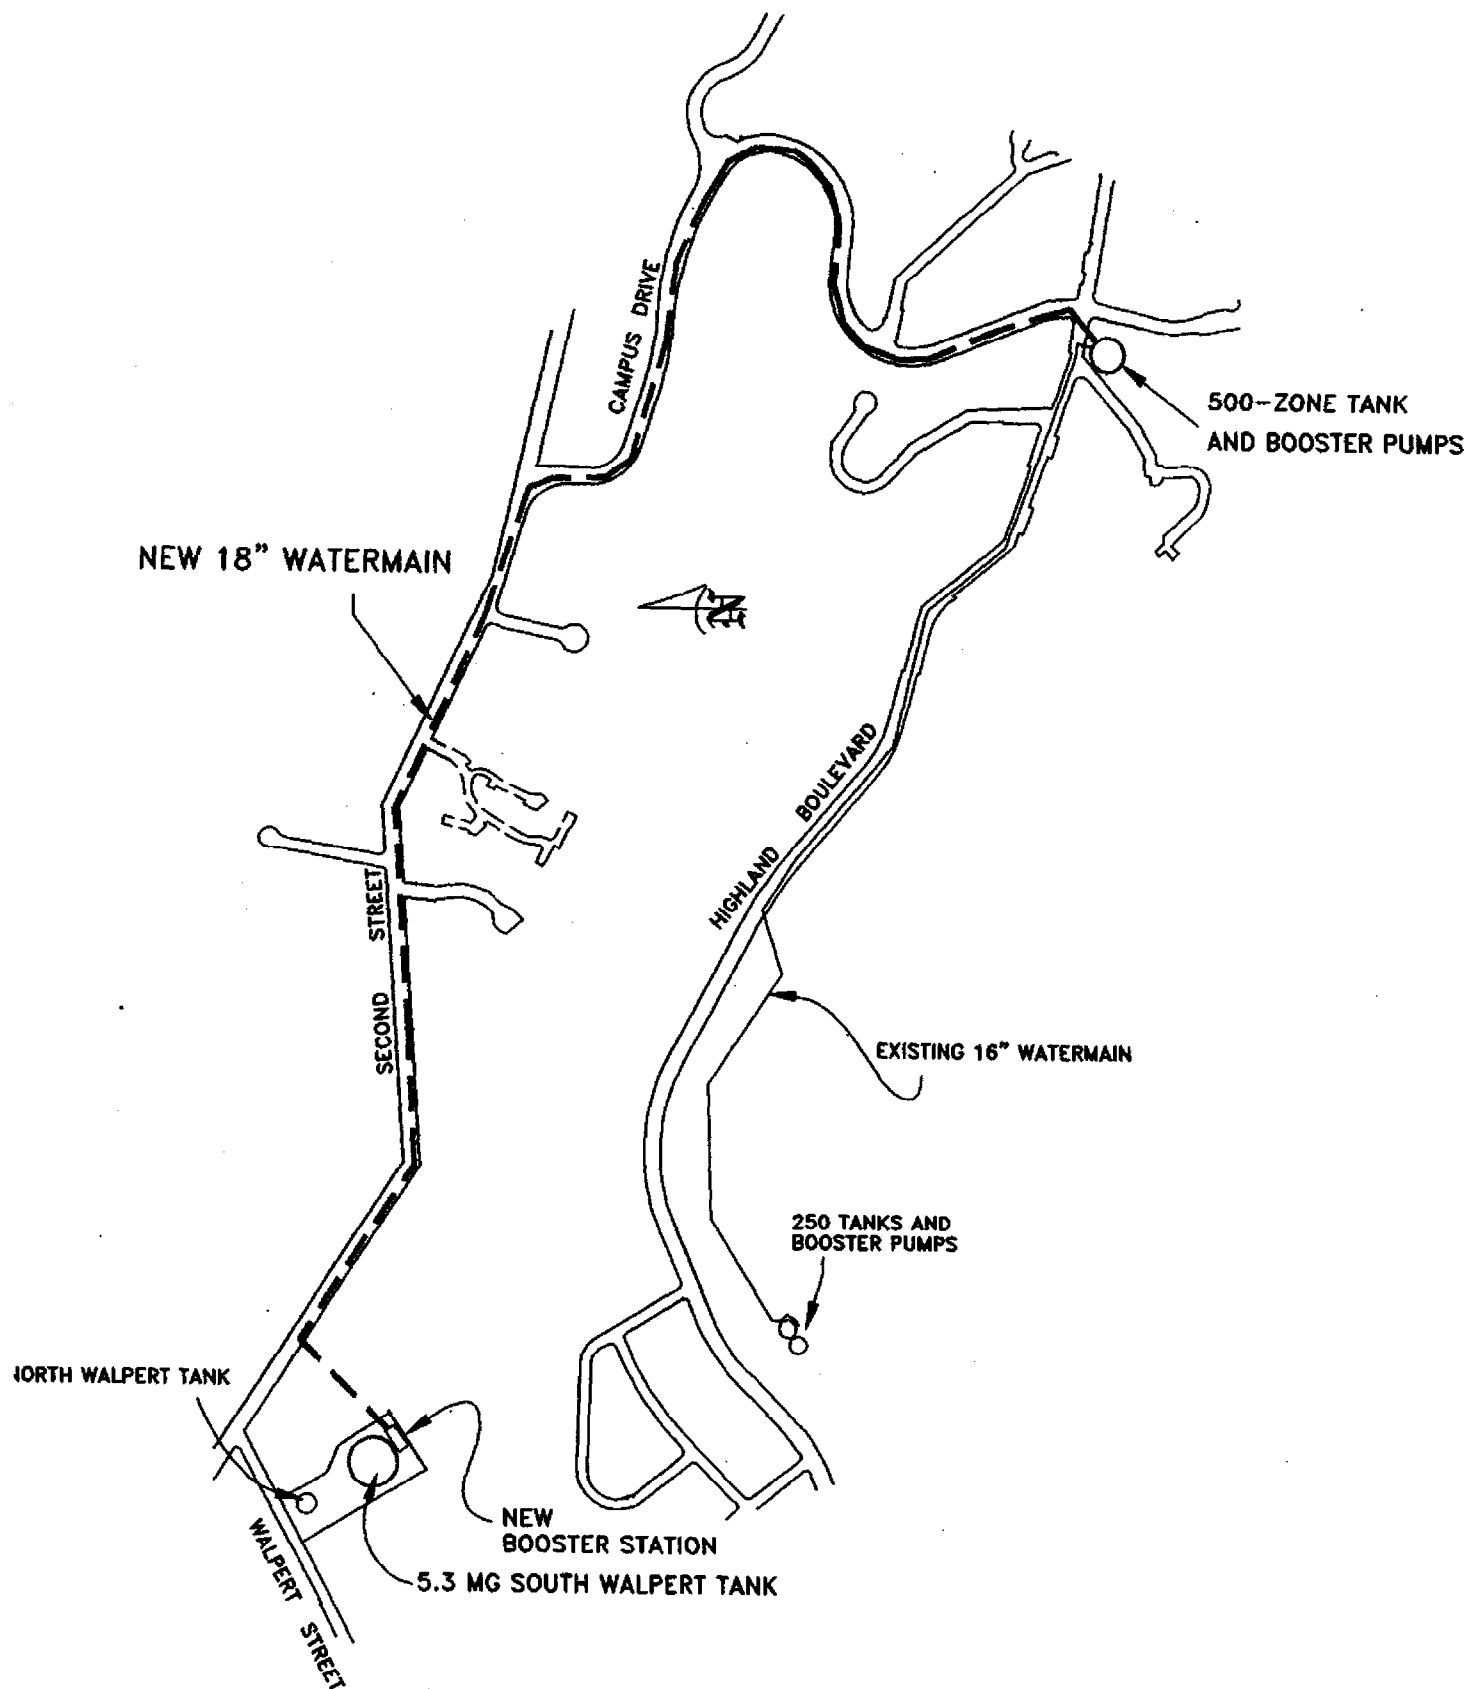 CAMPUS DRIVE
500-ZONE TANK
AND BOOSTER PUMPS
NEW 18” WATERMAIN
HIGHLAND BOULEVARD
SECOND STREET
EXISTING 16” WATERMAIN
250 TANKS AND
BOOSTER PUMPS
NORTH WALPERT TANK
NEW
BOOSTER STATION
5.3 MG SOUTH WALPERT TANK
WALPERT STREET